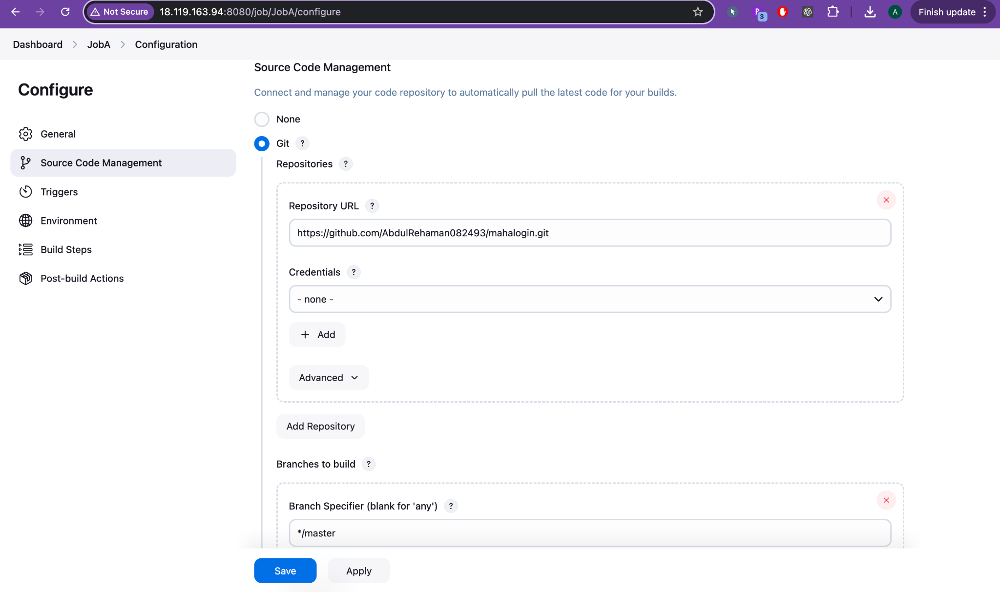 Not Secure 18.119.163.94:8080/job/JobA/configure 3 A Finish update
Dashboard JobA Configuration
Source Code Management
Configure
Connect and manage your code repository to automatically pull the latest code for your builds.
None
General
Git ?
Source Code Management
Repositories ?
Triggers
Repository URL ?
Environment
https://github.com/AbdulRehaman082493/mahalogin.git
Build Steps
Credentials ?
Post-build Actions
- none -
+ Add
Advanced
Add Repository
Branches to build ?
Branch Specifier (blank for 'any') ?
*/master
Save Apply